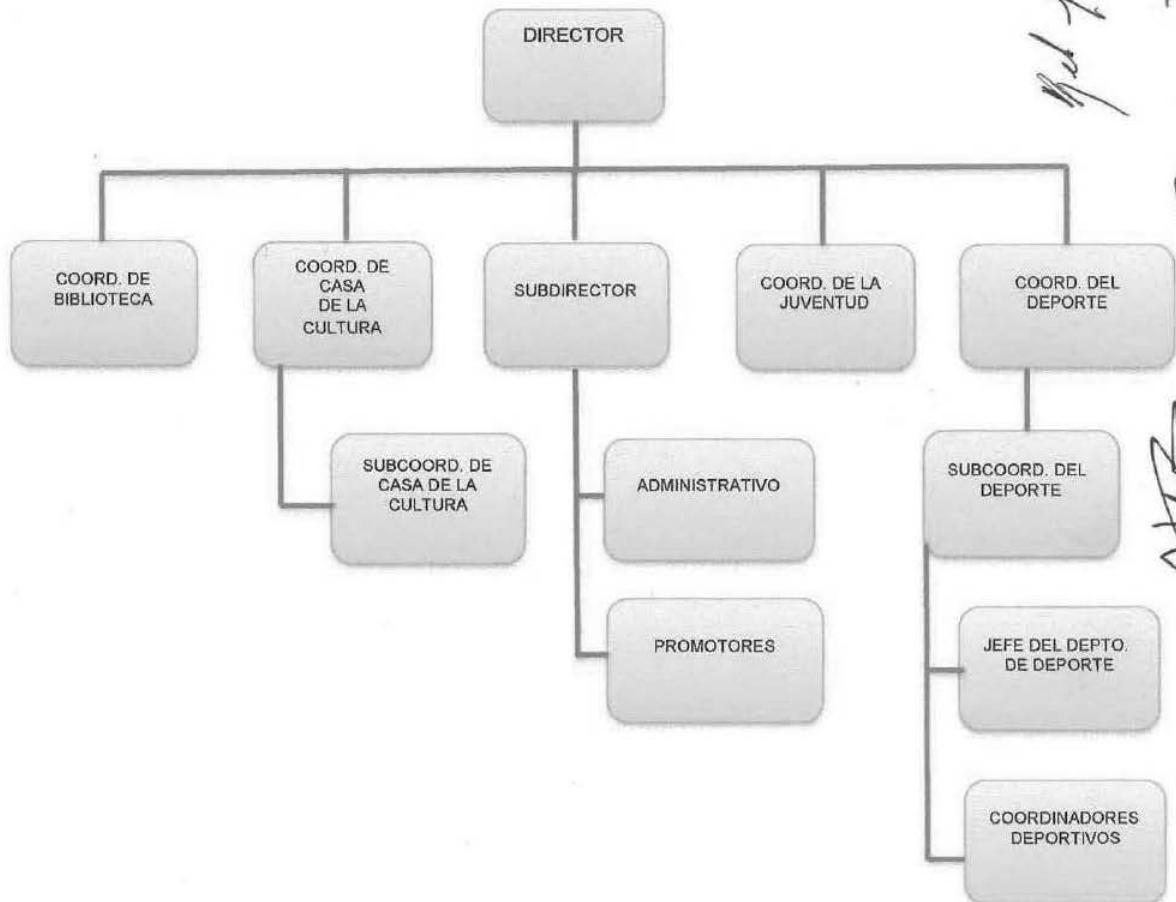 DIRECTOR
COORD. DE
BIBLIOTECA
COORD. DE
CASA
DE LA
CULTURA
SUBDIRECTOR
COORD. DE LA
JUVENTUD
COORD. DEL
DEPORTE
SUBCOORD. DE
CASA DE LA
CULTURA
ADMINISTRATIVO
SUBCOORD. DEL
DEPORTE
PROMOTORES
JEFE DEL DEPTO.
DE DEPORTE
COORDINADORES
DEPORTIVOS